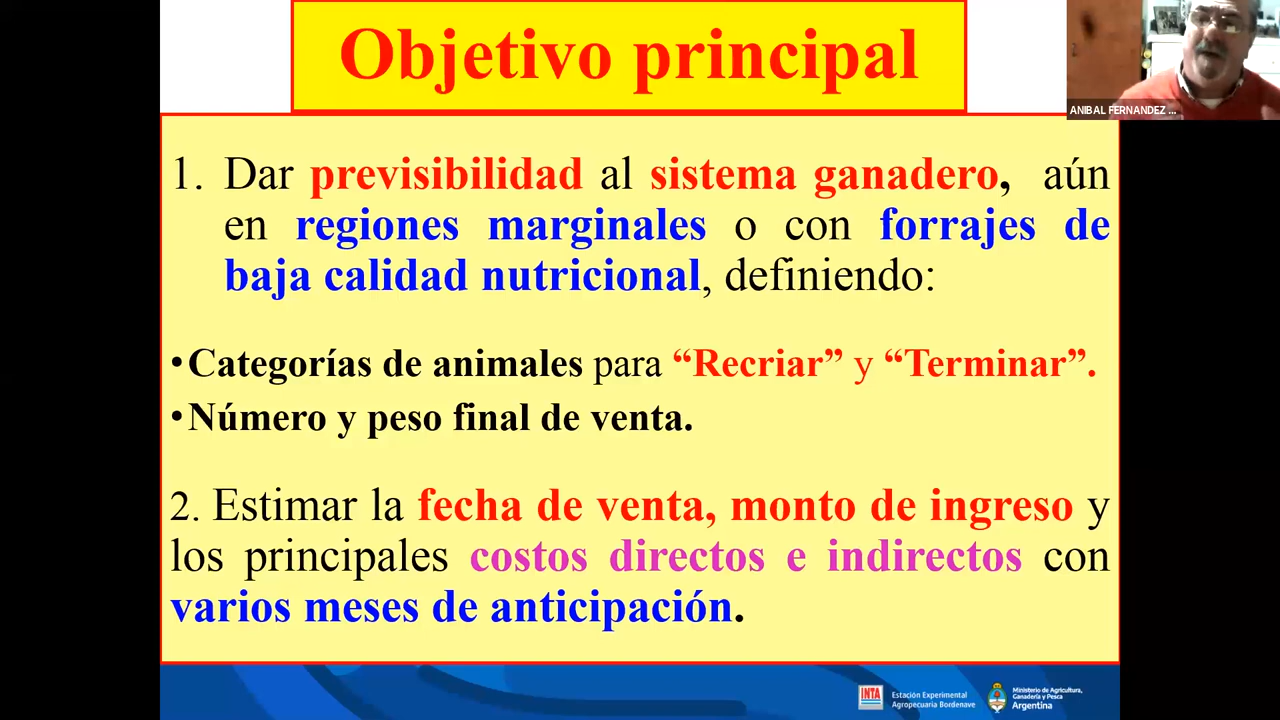 Objetivo principal
ANIBAL FERNANDEZ ...
1. Dar previsibilidad al sistema ganadero, aún
en regiones marginales o con forrajes de
baja calidad nutricional, definiendo:
•Categorías de animales para “Recriar” y “Terminar”.
•Número y peso final de venta.
2. Estimar la fecha de venta, monto de ingreso y
los principales costos directos e indirectos con
varios meses de anticipación.
INTA
Estación Experimental
Agropecuaria Bordenave
Ministerio de Agricultura,
Ganadería y Pesca
Argentina